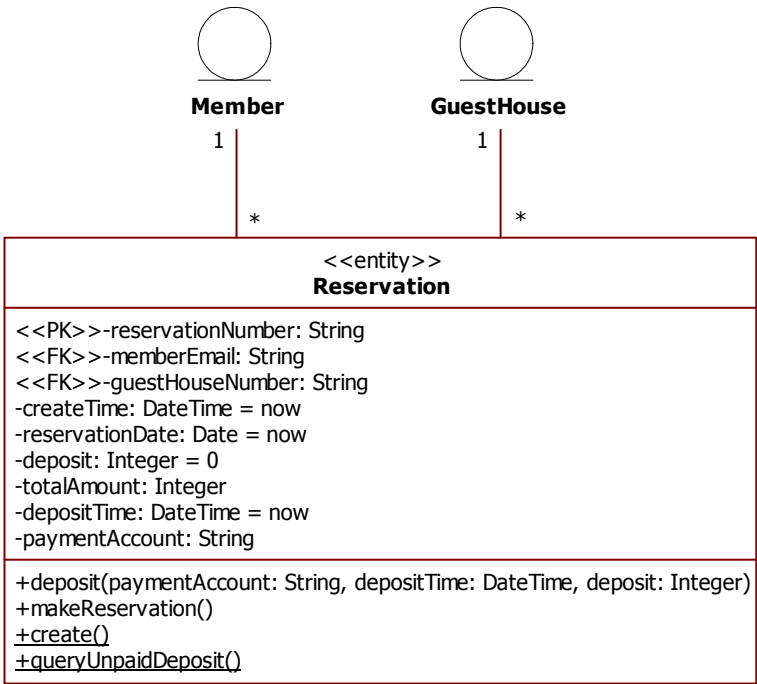 Member GuestHouse
1 1
* *
<<entity>>
Reservation
<<PK>>-reservationNumber: String
<<FK>>-memberEmail: String
<<FK>>-guestHouseNumber: String
-createTime: DateTime = now
-reservationDate: Date = now
-deposit: Integer = 0
-totalAmount: Integer
-depositTime: DateTime = now
-paymentAccount: String
+deposit(paymentAccount: String, depositTime: DateTime, deposit: Integer)
+makeReservation()
+create()
+queryUnpaidDeposit()